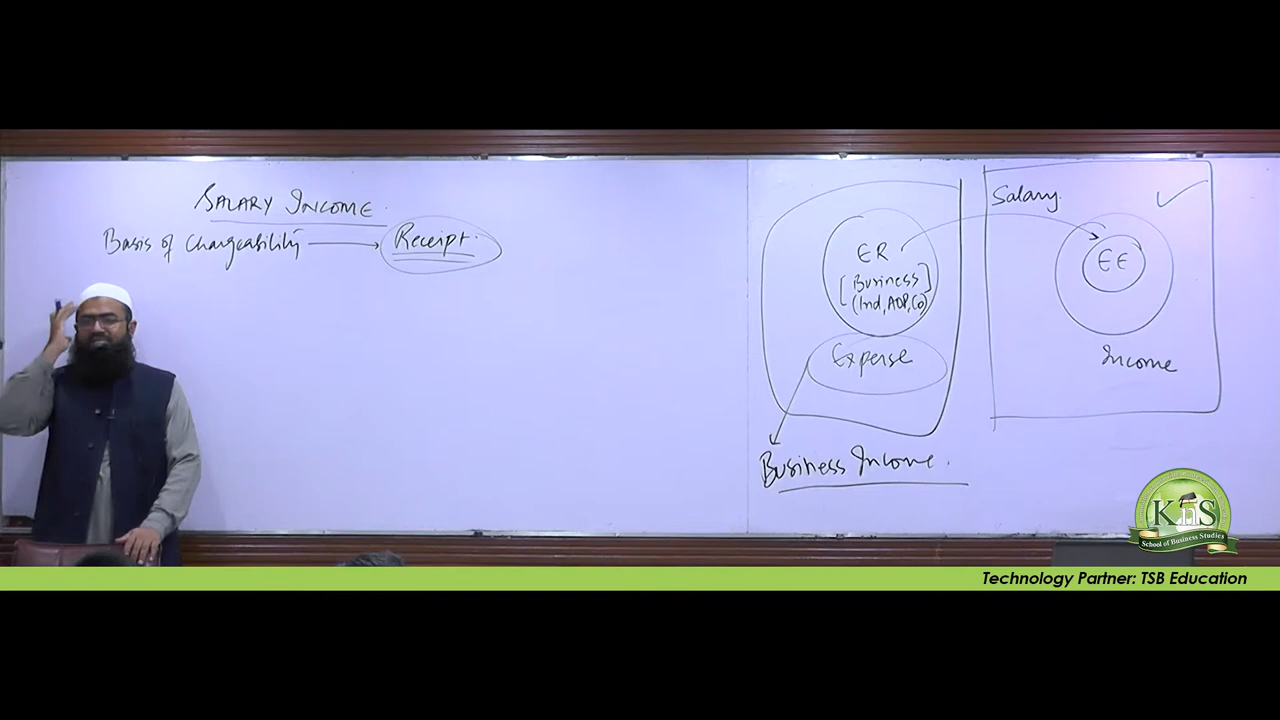 SALARY INCOME.
Basis of Chargeability → Receipt.
ER
[Business]
(Ind, AOP, Co)
Expense
Business Income.
Salary.
EE
Income
KnS
School of Business Studies
Technology Partner: TSB Education